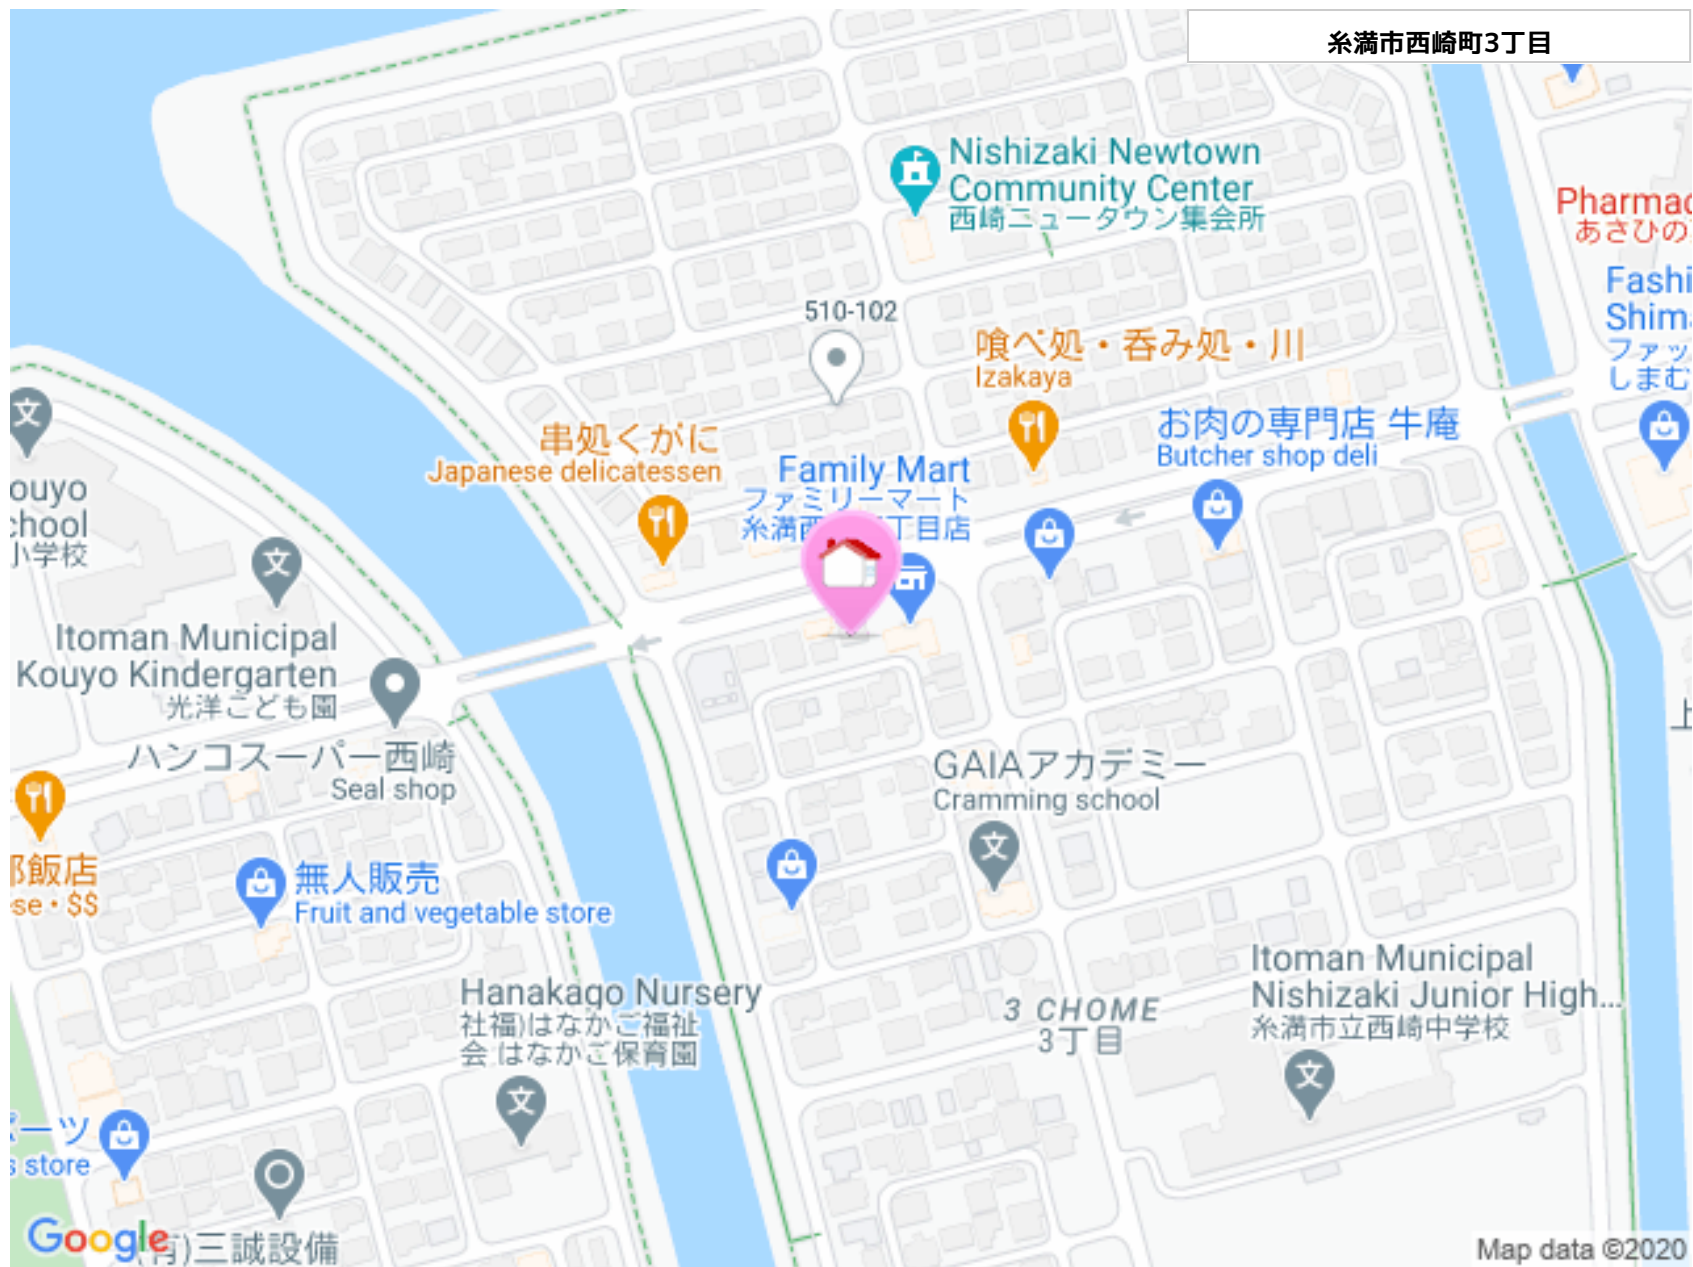 糸満市西崎町3丁目
Nishizaki Newtown
Community Center
西崎ニュータウン集会所
あさひの
510-102
喰べ処・呑み処・川
Izakaya
ファッ
しまむ
お肉の専門店 牛庵
Butcher shop deli
串処くがに
Japanese delicatessen
Family Mart
ファミリーマート
糸満西
丁目店
小学校
Itoman Municipal
Kouyo Kindergarten
光洋こども園
ハンコスーパー西崎
Seal shop
GAIAアカデミー
Cramming school
飯店
$$
無人販売
Fruit and vegetable store
Hanakago Nursery
社福)はなかご福祉
会 はなかご保育園
3 CHOME
3丁目
Itoman Municipal
Nishizaki Junior High...
糸満市立西崎中学校
ーツ
store
Google
有)三誠設備
Map data ©2020